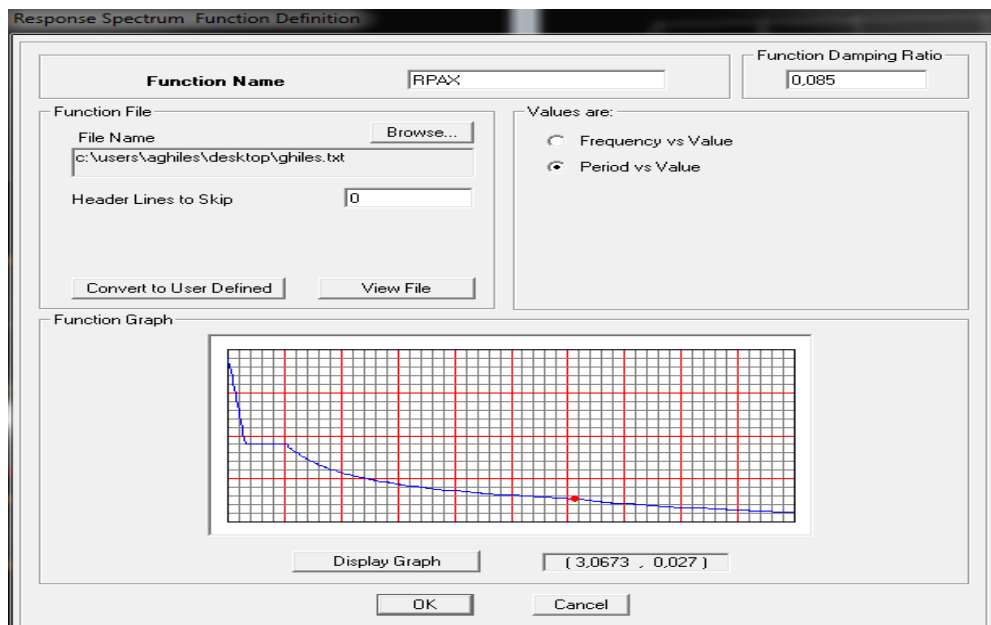 Response Spectrum Function Definition
Function Name
RPAX
Function Damping Ratio
0,085
Function File
File Name
Browse...
c:\users\aghiles\desktop\ghiles.txt
Header Lines to Skip
0
Convert to User Defined
View File
Values are:
Frequency vs Value
Period vs Value
Function Graph
Display Graph
(3,0673 , 0,027)
OK
Cancel